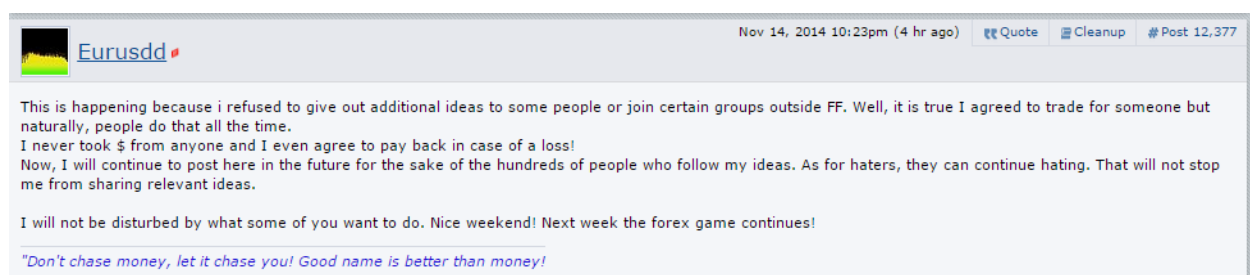 Nov 14, 2014 10:23pm (4 hr ago) Quote Cleanup # Post 12,377
Eurusdd
This is happening because i refused to give out additional ideas to some people or join certain groups outside FF. Well, it is true I agreed to trade for someone but
naturally, people do that all the time.
I never took $ from anyone and I even agree to pay back in case of a loss!
Now, I will continue to post here in the future for the sake of the hundreds of people who follow my ideas. As for haters, they can continue hating. That will not stop
me from sharing relevant ideas.
I will not be disturbed by what some of you want to do. Nice weekend! Next week the forex game continues!
"Don't chase money, let it chase you! Good name is better than money!